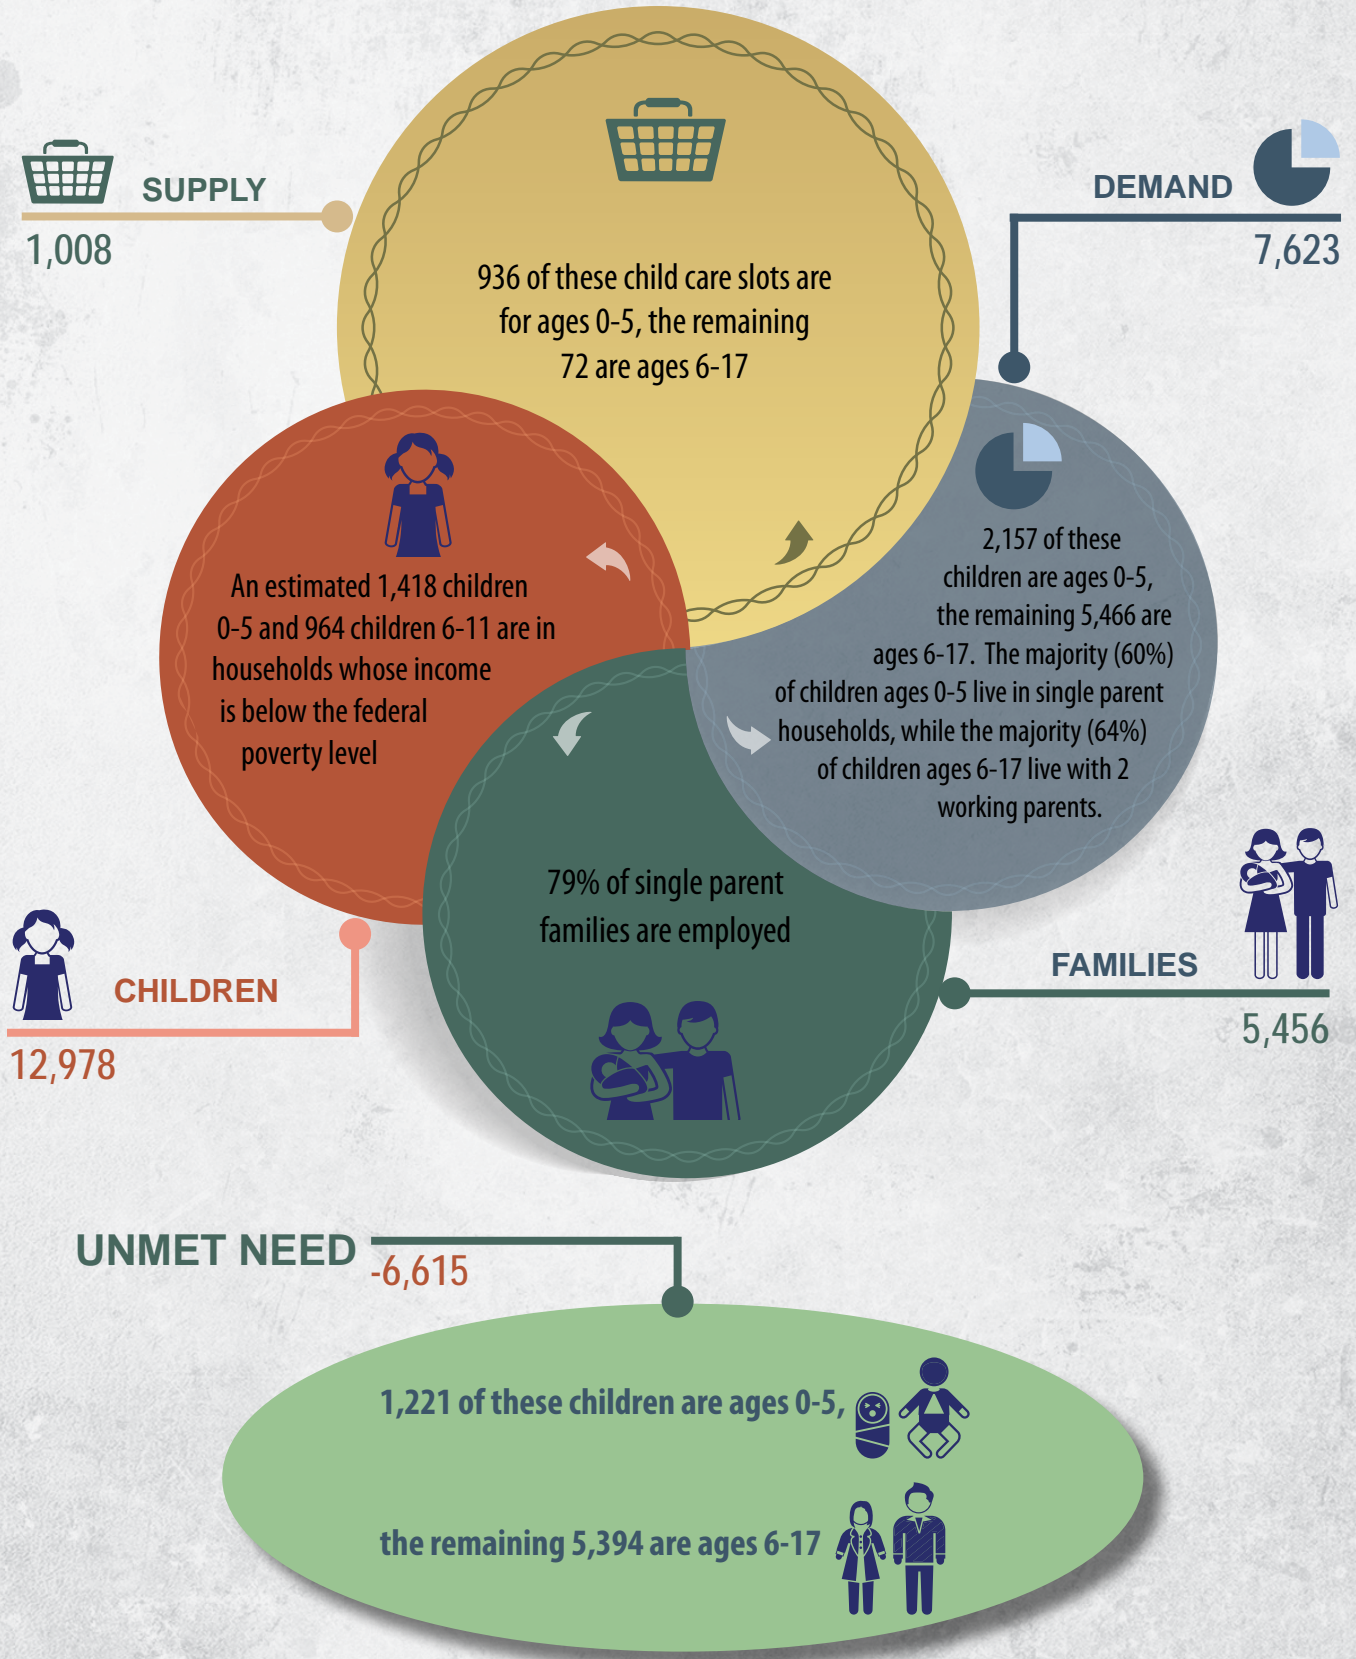 SUPPLY
1,008
DEMAND
7,623
936 of these child care slots are
for ages 0-5, the remaining
72 are ages 6-17
2,157 of these
children are ages 0-5,
the remaining 5,466 are
ages 6-17. The majority (60%)
of children ages 0-5 live in single parent
households, while the majority (64%)
of children ages 6-17 live with 2
working parents.
An estimated 1,418 children
0-5 and 964 children 6-11 are in
households whose income
is below the federal
poverty level
79% of single parent
families are employed
CHILDREN
12,978
FAMILIES
5,456
UNMET NEED
-6,615
1,221 of these children are ages 0-5,
the remaining 5,394 are ages 6-17